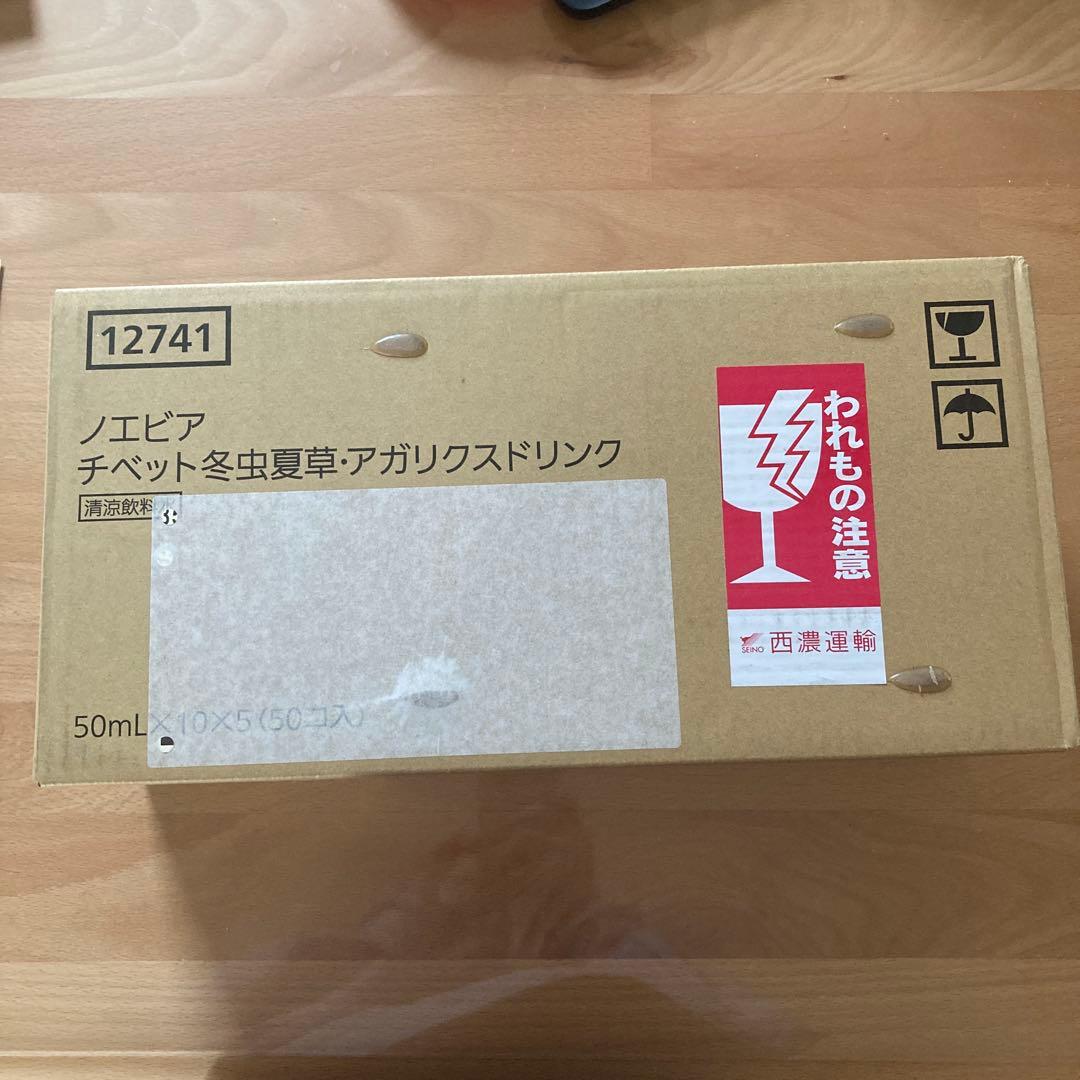 12741
ノエビア
チベット冬虫夏草・アガリクスドリンク
清涼飲料
50mL×10×5(50コ入)
われもの注意
SEINO 西濃運輸